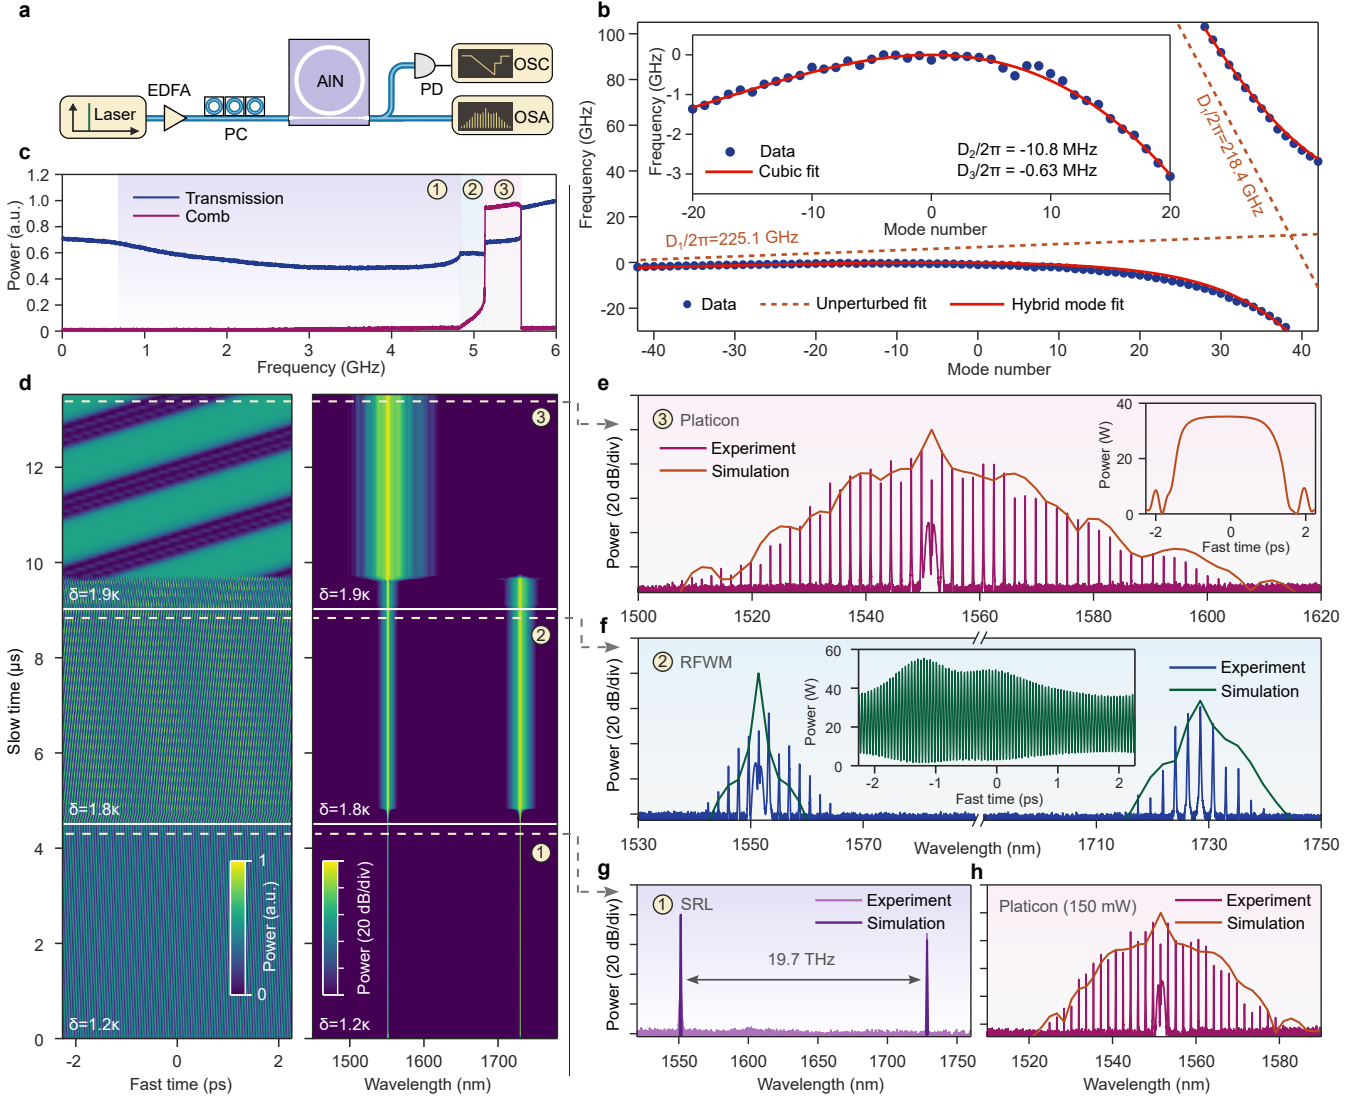 a
EDFA
Laser
PC
AlN
PD
OSC
OSA
b
Frequency (GHz)
100
80
60
40
20
0
-20
Frequency (GHz)
0
-1
-2
-3
Data
Cubic fit
D2/2π = -10.8 MHz
D3/2π = -0.63 MHz
-20
-10
0
10
20
Mode number
D1/2π=218.4 GHz
D1/2π=225.1 GHz
Data
Unperturbed fit
Hybrid mode fit
-40
-30
-20
-10
0
10
20
30
40
Mode number
c
Power (a.u.)
1.2
1.0
0.8
0.6
0.4
0.2
0
Transmission
Comb
1
2
3
0
1
2
3
4
5
6
Frequency (GHz)
d
Slow time (μs)
12
10
8
6
4
2
0
δ=1.9κ
δ=1.8κ
δ=1.2κ
1
0
Power (a.u.)
-2
0
2
Fast time (ps)
3
δ=1.9κ
2
δ=1.8κ
1
Power (20 dB/div)
δ=1.2κ
1500
1600
1700
Wavelength (nm)
e
Power (20 dB/div)
3 Platicon
Experiment
Simulation
Power (W)
40
20
0
-2
0
2
Fast time (ps)
1500
1520
1540
1560
1580
1600
1620
f
Power (20 dB/div)
2 RFWM
Power (W)
60
40
20
0
-2
-1
0
1
2
Fast time (ps)
Experiment
Simulation
1530
1550
1570
1710
1730
1750
Wavelength (nm)
g
Power (20 dB/div)
1 SRL
Experiment
Simulation
19.7 THz
1550
1600
1650
1700
1750
Wavelength (nm)
h
Platicon (150 mW)
Experiment
Simulation
1520
1540
1560
1580
Wavelength (nm)